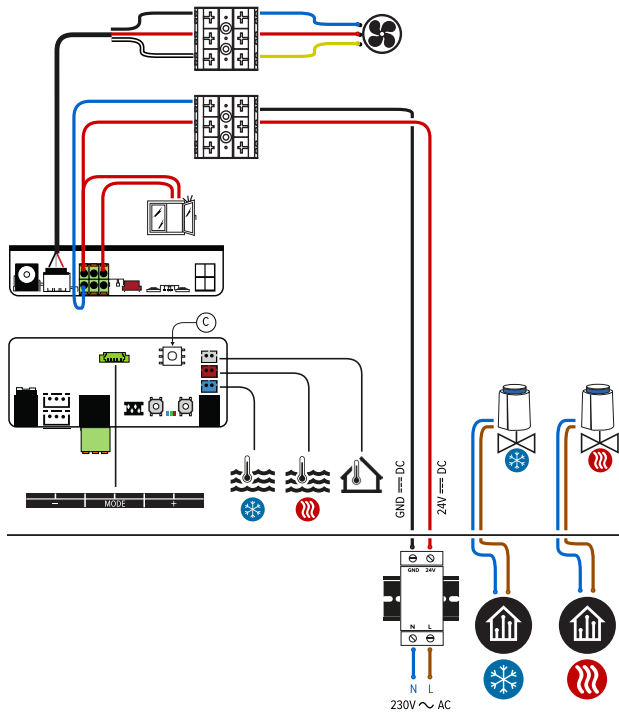 C
− MODE +
GND ⎓ DC
24V ⎓ DC
GND 24V
N L
N L
230V ∼ AC